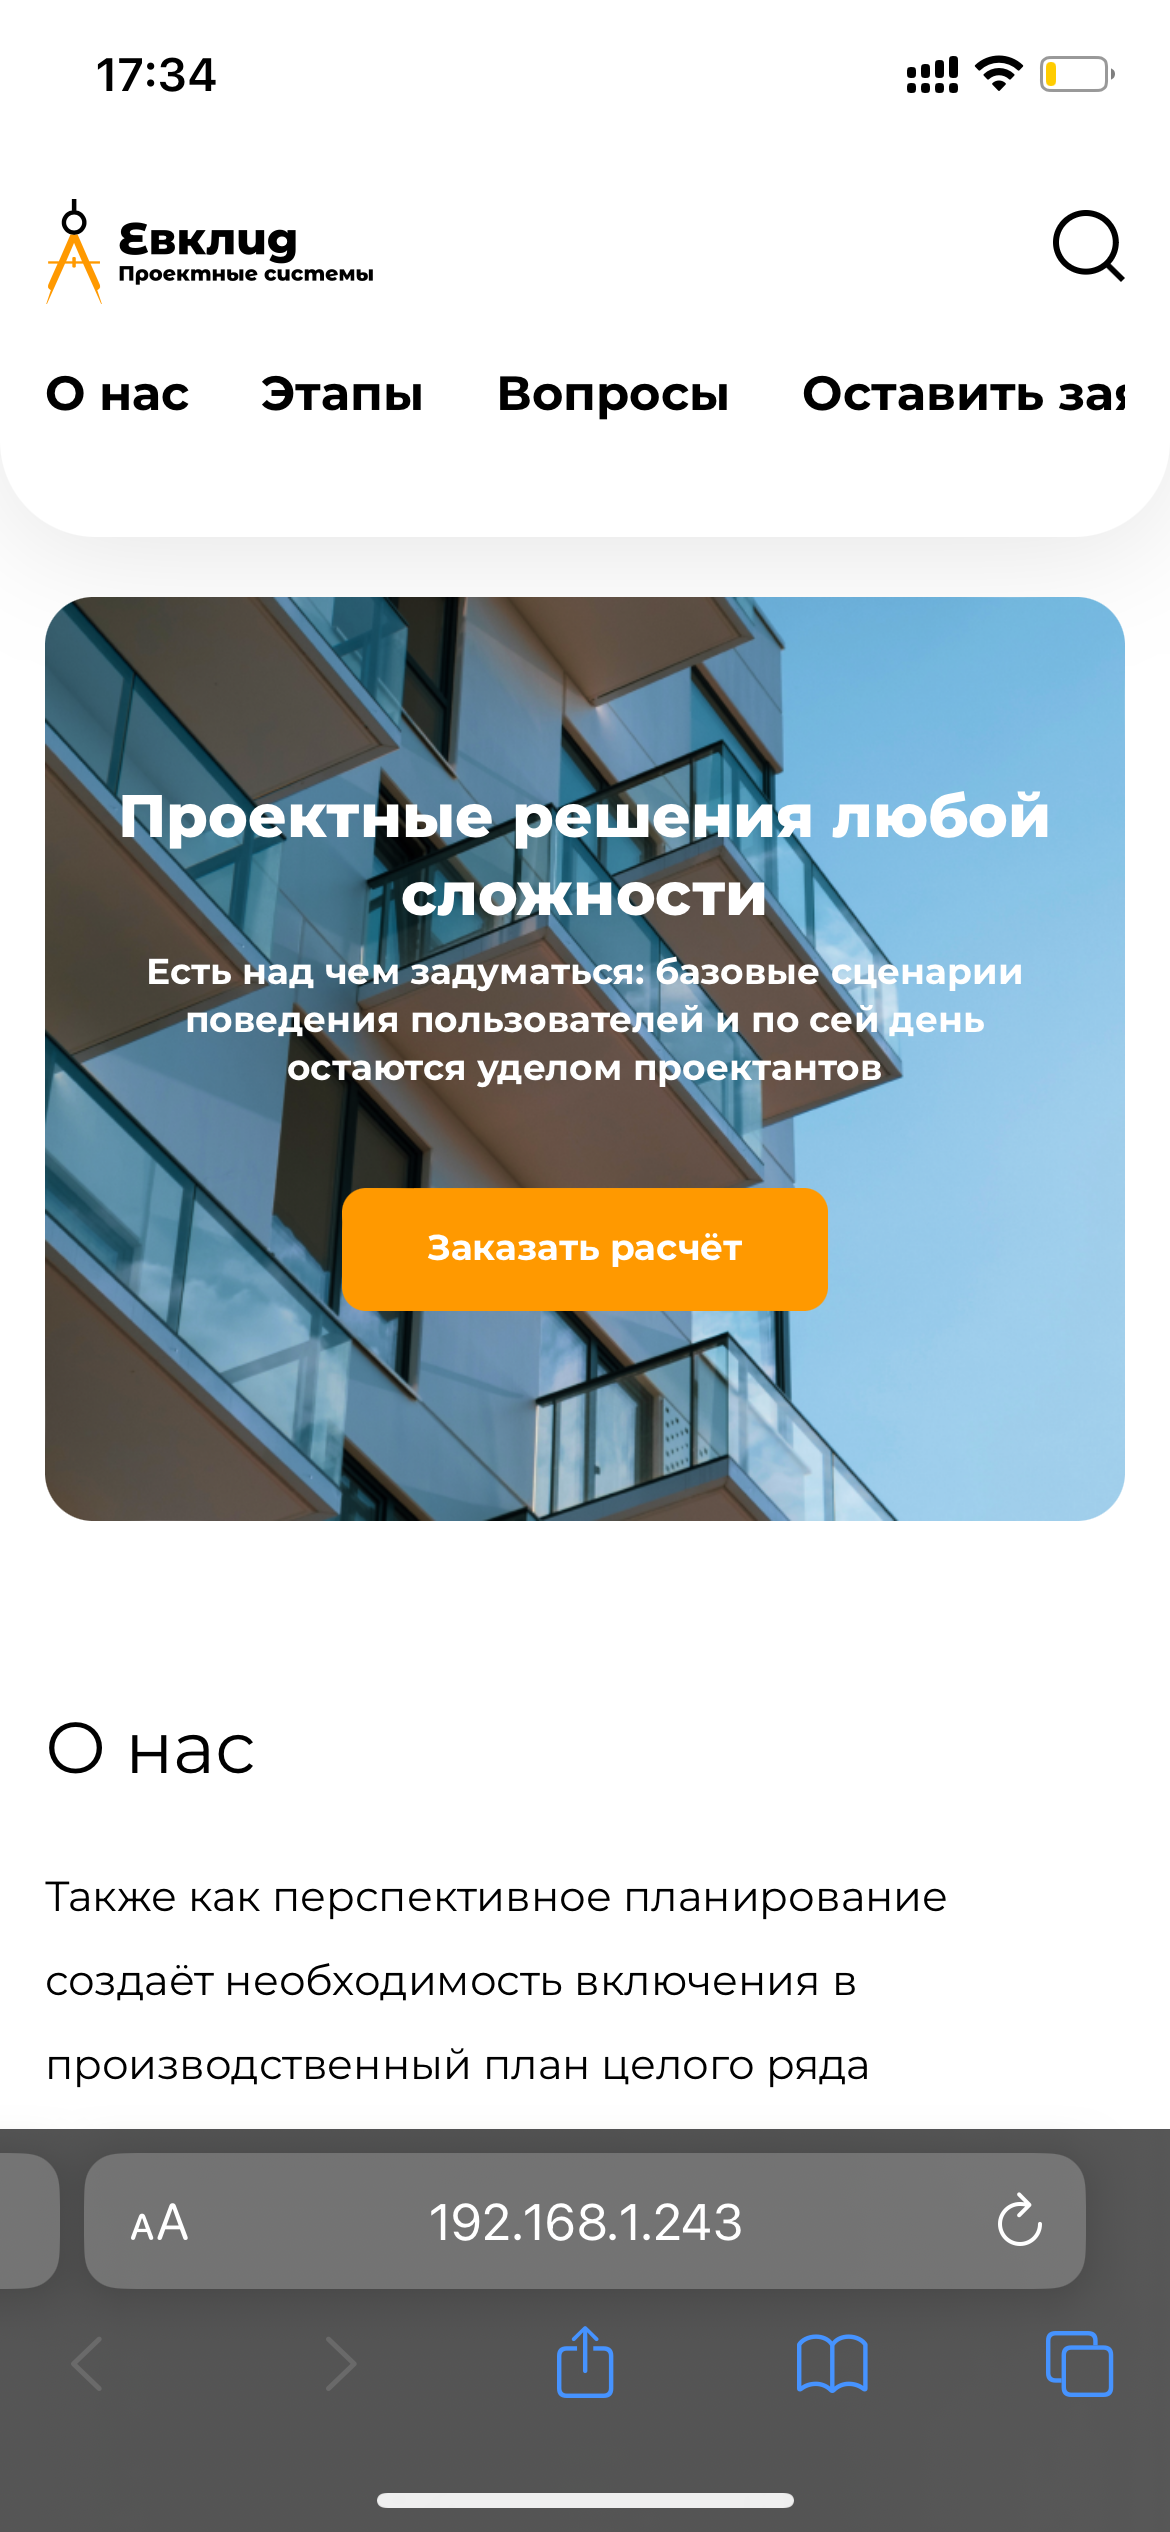 17:34
Евклид
Проектные системы
О нас Этапы Вопросы Оставить зая
Проектные решения любой
сложности
Есть над чем задуматься: базовые сценарии
поведения пользователей и по сей день
остаются уделом проектантов
Заказать расчёт
О нас
Также как перспективное планирование
создаёт необходимость включения в
производственный план целого ряда
AA 192.168.1.243